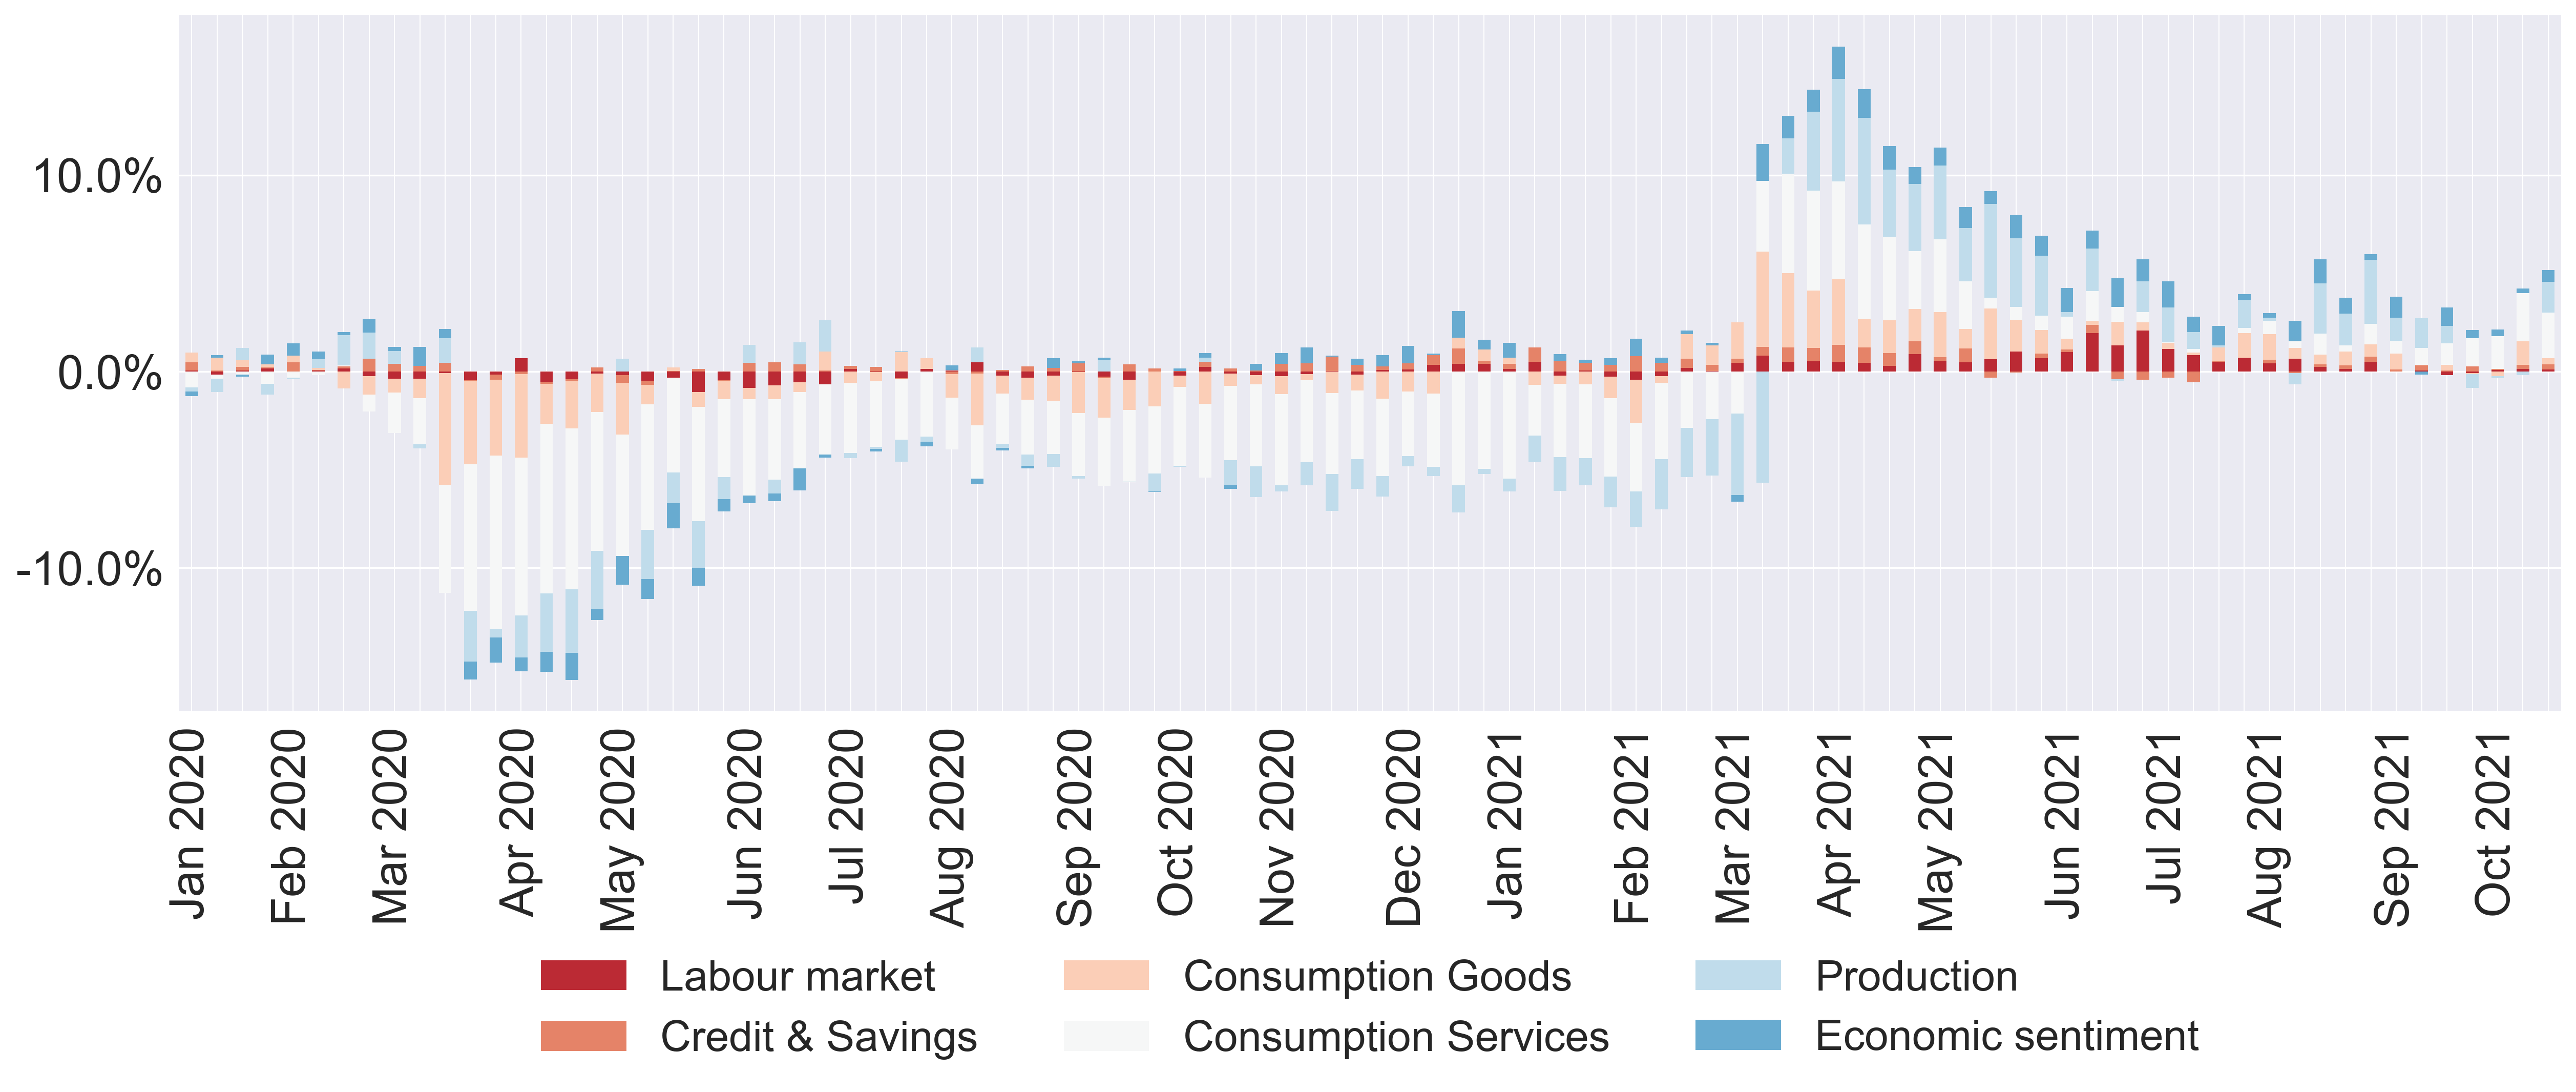 10.0%
0.0%
-10.0%
Jan 2020
Feb 2020
Mar 2020
Apr 2020
May 2020
Jun 2020
Jul 2020
Aug 2020
Sep 2020
Oct 2020
Nov 2020
Dec 2020
Jan 2021
Feb 2021
Mar 2021
Apr 2021
May 2021
Jun 2021
Jul 2021
Aug 2021
Sep 2021
Oct 2021
Labour market
Consumption Goods
Production
Credit & Savings
Consumption Services
Economic sentiment